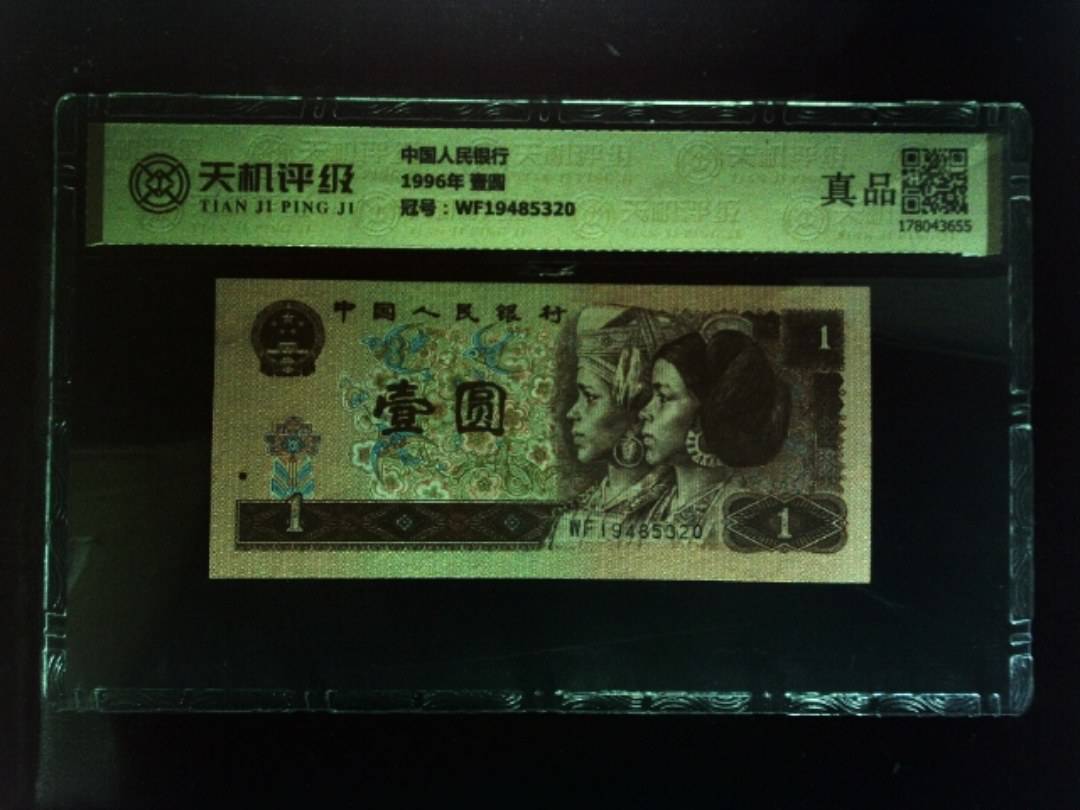 天机评级
TIAN JI PING JI
中国人民银行
1996年 壹圆
冠号：WF19485320
真品
178043655
中国人民银行
1
壹圆
WF19485320
1
1